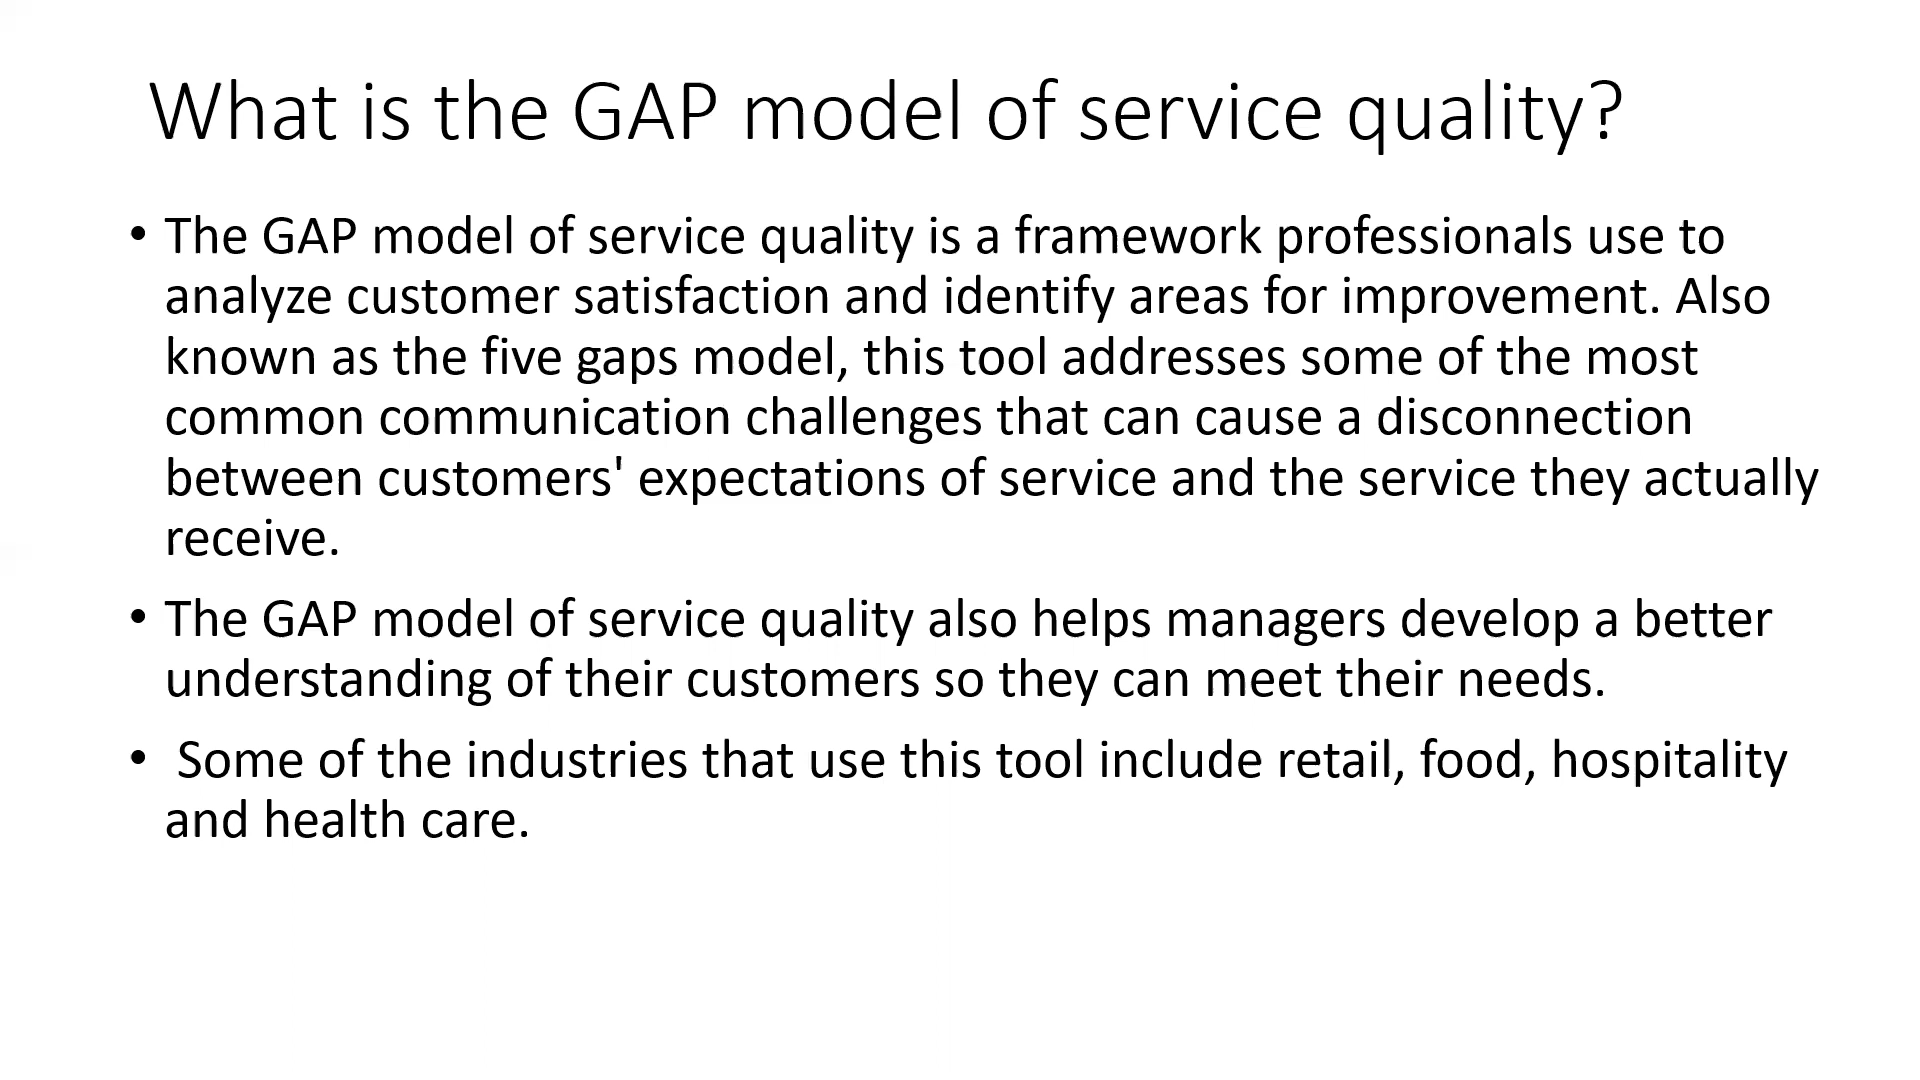 What is the GAP model of service quality?
• The GAP model of service quality is a framework professionals use to
analyze customer satisfaction and identify areas for improvement. Also
known as the five gaps model, this tool addresses some of the most
common communication challenges that can cause a disconnection
between customers' expectations of service and the service they actually
receive.
• The GAP model of service quality also helps managers develop a better
understanding of their customers so they can meet their needs.
• Some of the industries that use this tool include retail, food, hospitality
and health care.